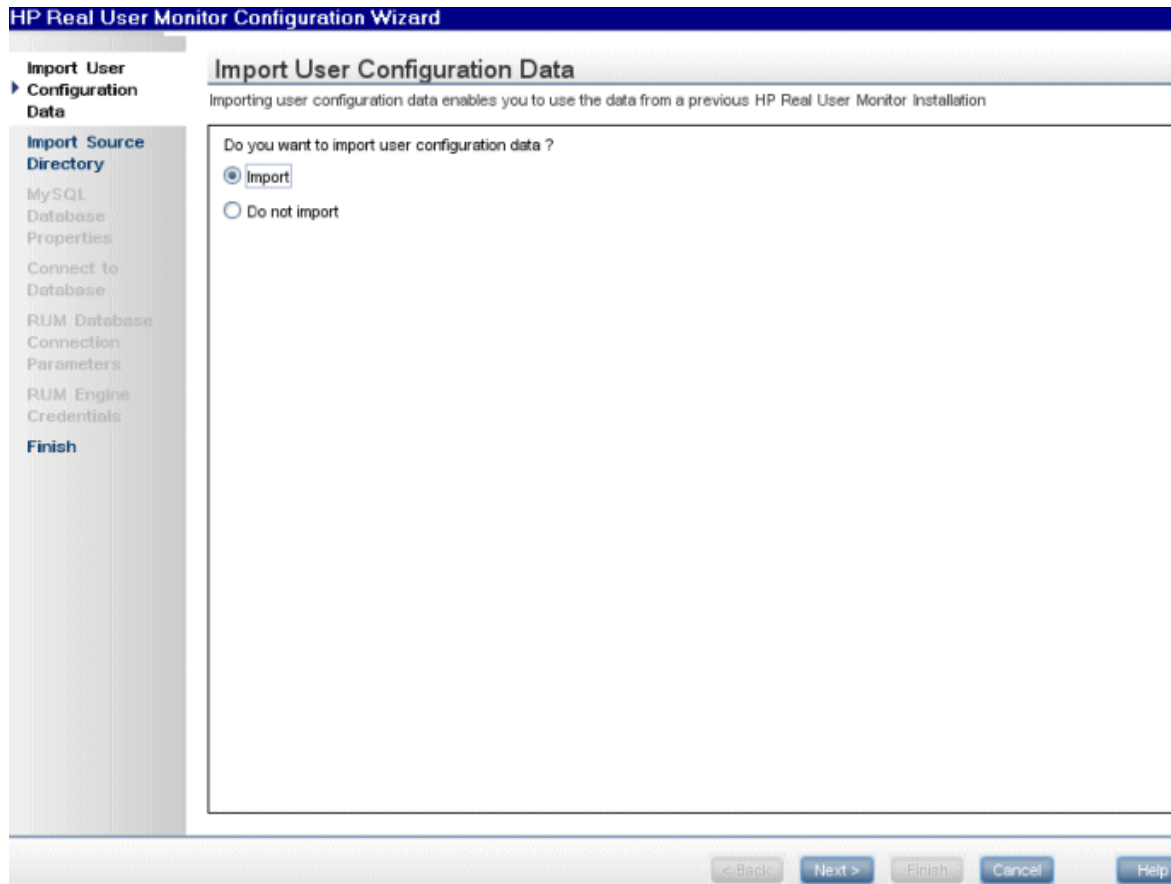 HP Real User Monitor Configuration Wizard
Import User
Configuration
Data
Import Source
Directory
MySQL
Database
Properties
Connect to
Database
RUM Database
Connection
Parameters
RUM Engine
Credentials
Finish
Import User Configuration Data
Importing user configuration data enables you to use the data from a previous HP Real User Monitor Installation
Do you want to import user configuration data ?
Import
Do not import
< Back Next > Finish Cancel Help